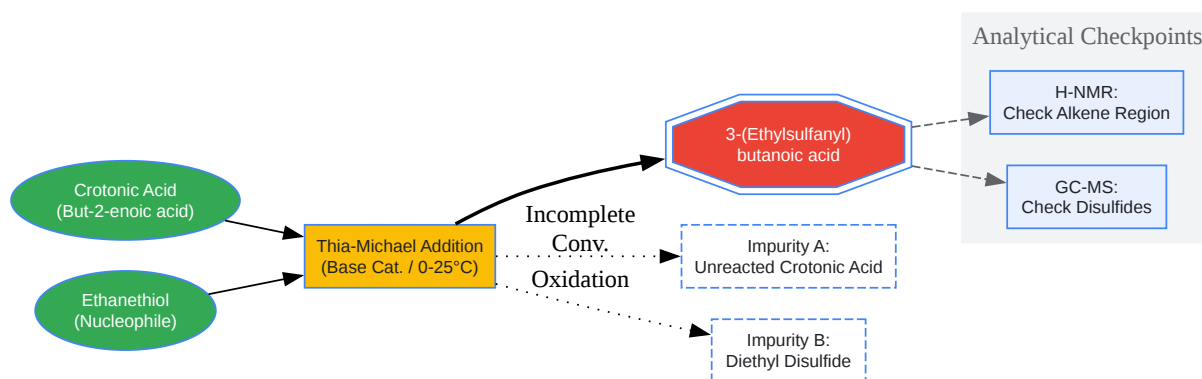 Analytical Checkpoints
H-NMR:
Check Alkene Region
3-(Ethylsulfanyl)
butanoic acid
GC-MS:
Check Disulfides
Crotonic Acid
(But-2-enoic acid)
Thia-Michael Addition
(Base Cat. / 0-25°C)
Incomplete
Conv.
Impurity A:
Unreacted Crotonic Acid
Oxidation
Ethanethiol
(Nucleophile)
Impurity B:
Diethyl Disulfide